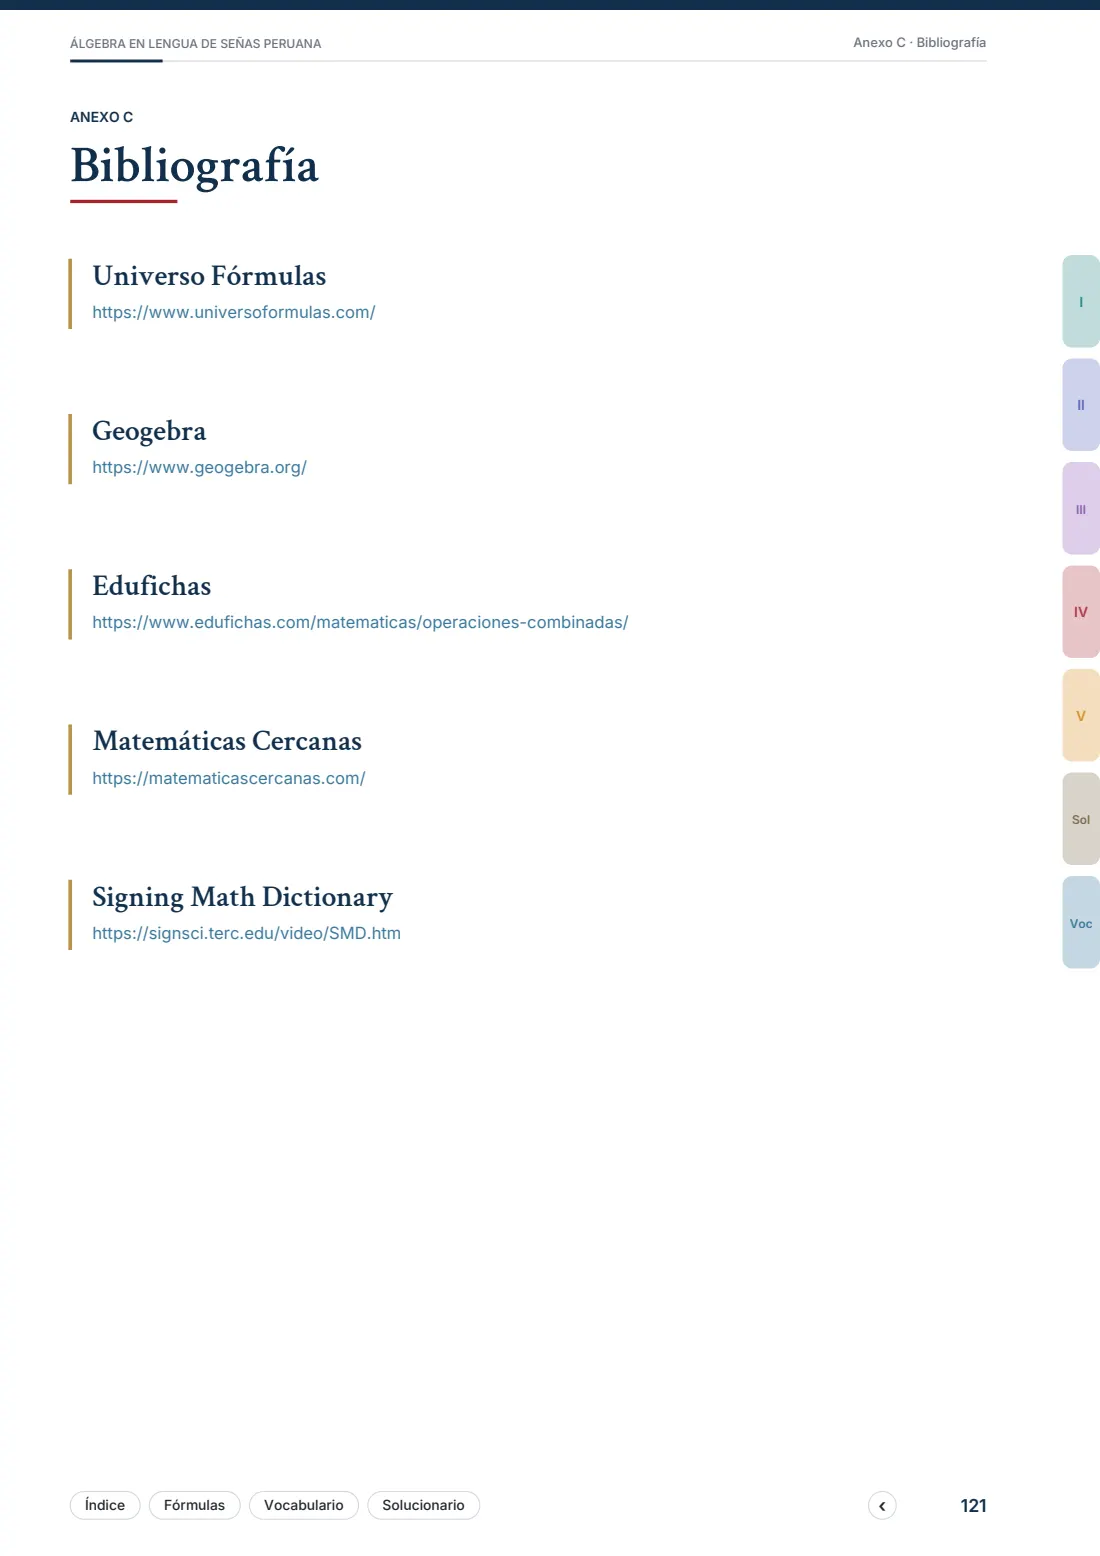 ÁLGEBRA EN LENGUA DE SEÑAS PERUANA
Anexo C · Bibliografía
ANEXO C
Bibliografía
Universo Fórmulas
https://www.universoformulas.com/
Geogebra
https://www.geogebra.org/
Edufichas
https://www.edufichas.com/matematicas/operaciones-combinadas/
Matemáticas Cercanas
https://matematicascercanas.com/
Signing Math Dictionary
https://signsci.terc.edu/video/SMD.htm
I
II
III
IV
V
Sol
Voc
Índice
Fórmulas
Vocabulario
Solucionario
‹
121